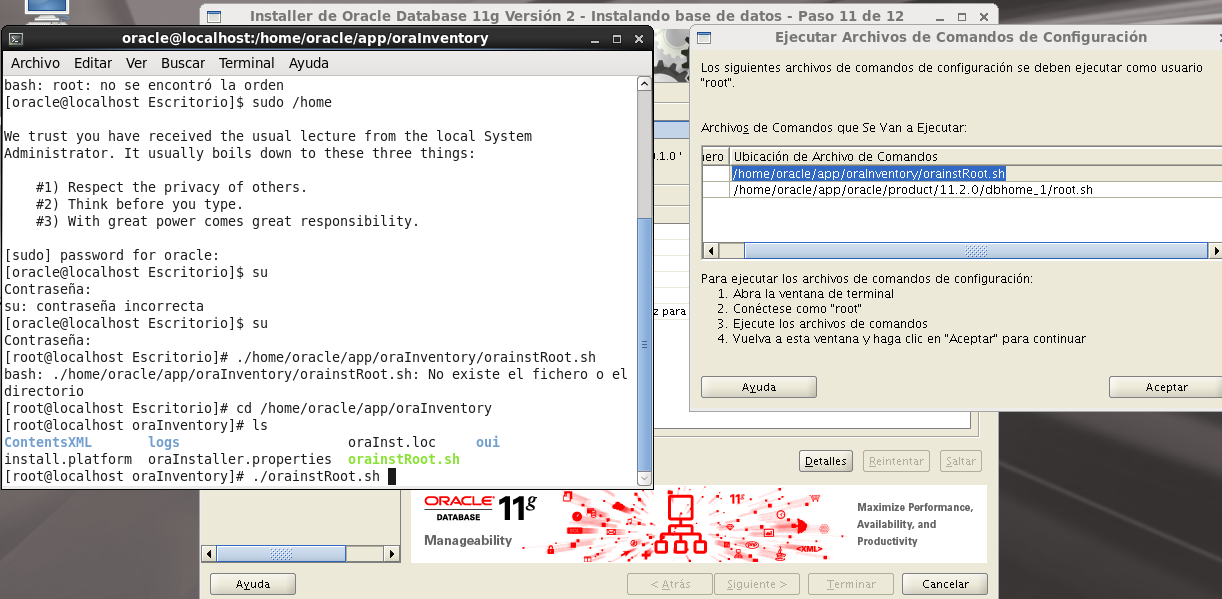 Installer de Oracle Database 11g Versión 2 - Instalando base de datos - Paso 11 de 12
oracle@localhost:/home/oracle/app/oraInventory
Archivo Editar Ver Buscar Terminal Ayuda
bash: root: no se encontró la orden
[oracle@localhost Escritorio]$ sudo /home
We trust you have received the usual lecture from the local System
Administrator. It usually boils down to these three things:
#1) Respect the privacy of others.
#2) Think before you type.
#3) With great power comes great responsibility.
[sudo] password for oracle:
[oracle@localhost Escritorio]$ su
Contraseña:
su: contraseña incorrecta
[oracle@localhost Escritorio]$ su
Contraseña:
[root@localhost Escritorio]# ./home/oracle/app/oraInventory/orainstRoot.sh
bash: ./home/oracle/app/oraInventory/orainstRoot.sh: No existe el fichero o el
directorio
[root@localhost Escritorio]# cd /home/oracle/app/oraInventory
[root@localhost oraInventory]# ls
ContentsXML logs oraInst.loc oui
install.platform oraInstaller.properties orainstRoot.sh
[root@localhost oraInventory]# ./orainstRoot.sh
.1.0 '
z para
Ejecutar Archivos de Comandos de Configuración
Los siguientes archivos de comandos de configuración se deben ejecutar como usuario
"root".
Archivos de Comandos que Se Van a Ejecutar:
nero Ubicación de Archivo de Comandos
/home/oracle/app/oraInventory/orainstRoot.sh
/home/oracle/app/oracle/product/11.2.0/dbhome_1/root.sh
Para ejecutar los archivos de comandos de configuración:
1. Abra la ventana de terminal
2. Conéctese como "root"
3. Ejecute los archivos de comandos
4. Vuelva a esta ventana y haga clic en "Aceptar" para continuar
Ayuda Aceptar
Detalles Reintentar Saltar
ORACLE 11g
DATABASE
Manageability
11g
<XML>
Maximize Performance,
Availability, and
Productivity
Ayuda < Atrás Siguiente > Terminar Cancelar